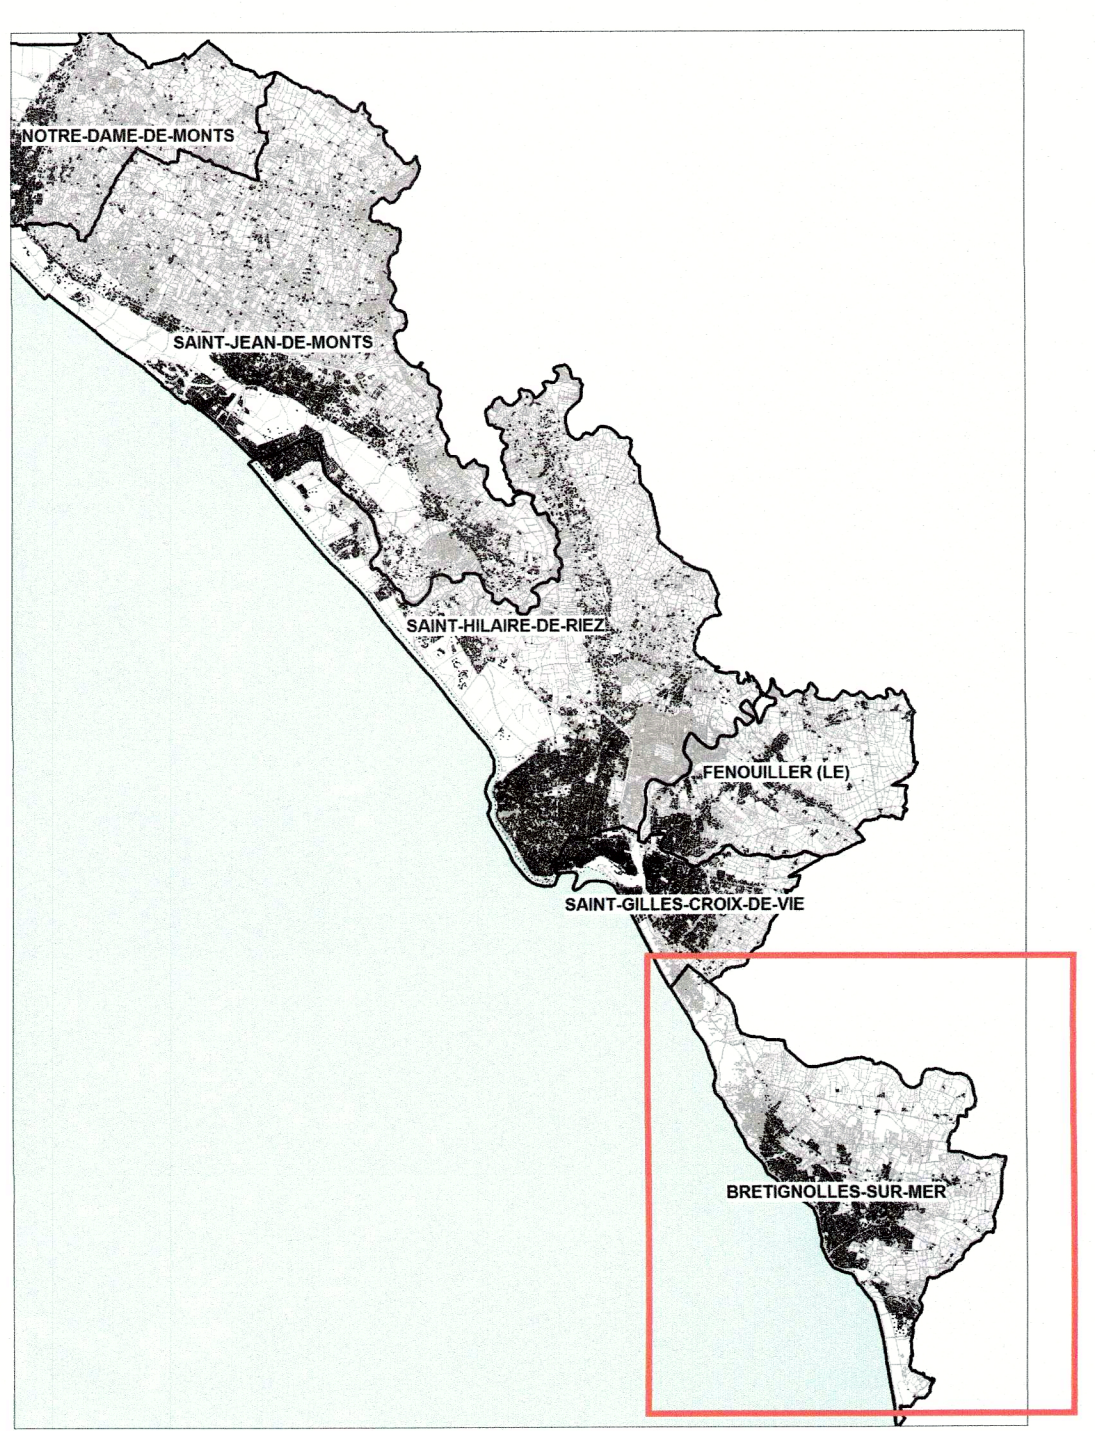 NOTRE-DAME-DE-MONTS
SAINT-JEAN-DE-MONTS
SAINT-HILAIRE-DE-RIEZ
FENOUILLER (LE)
SAINT-GILLES-CROIX-DE-VIE
BRETIGNOLLES-SUR-MER